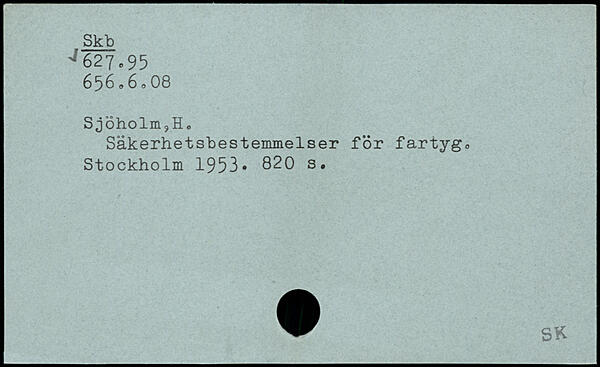 Skb
627.95
656.6.08
Sjöholm,H.
Säkerhetsbestemmelser för fartyg.
Stockholm 1953. 820 s.
SK